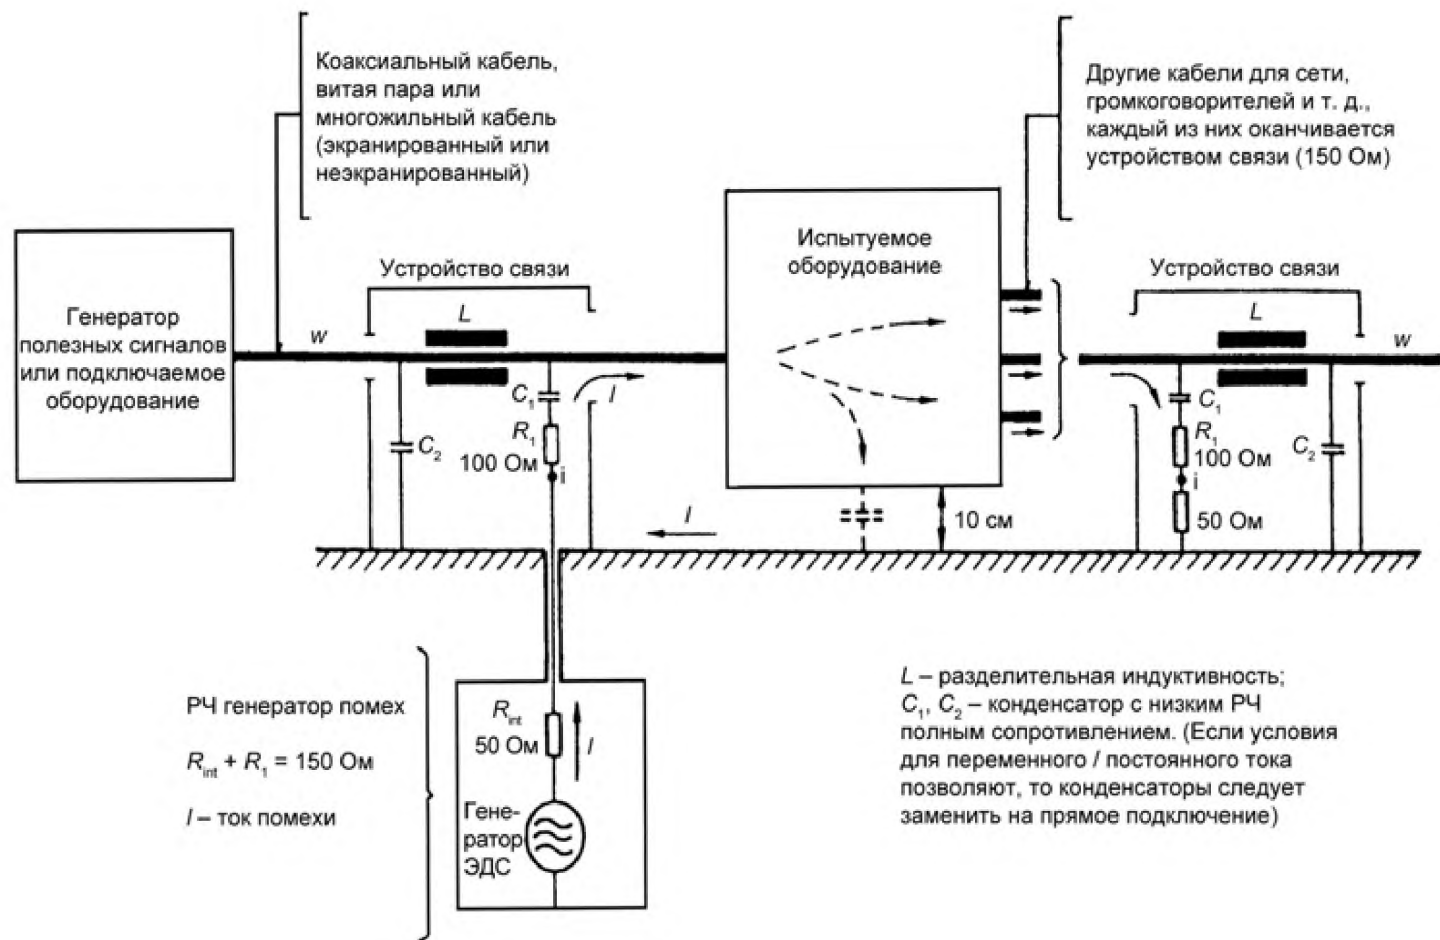 Коаксиальный кабель,
витая пара или
многожильный кабель
(экранированный или
неэкранированный)
Другие кабели для сети,
громкоговорителей и т. д.,
каждый из них оканчивается
устройством связи (150 Ом)
Генератор
полезных сигналов
или подключаемое
оборудование
w
Устройство связи
L
C₁
I
R₁
100 Ом
i
C₂
Испытуемое
оборудование
I
10 см
Устройство связи
L
w
C₁
R₁
100 Ом
i
50 Ом
C₂
РЧ генератор помех
R_int + R₁ = 150 Ом
I – ток помехи
R_int
50 Ом
I
Гене-
ратор
ЭДС
L – разделительная индуктивность;
C₁, C₂ – конденсатор с низким РЧ
полным сопротивлением. (Если условия
для переменного / постоянного тока
позволяют, то конденсаторы следует
заменить на прямое подключение)